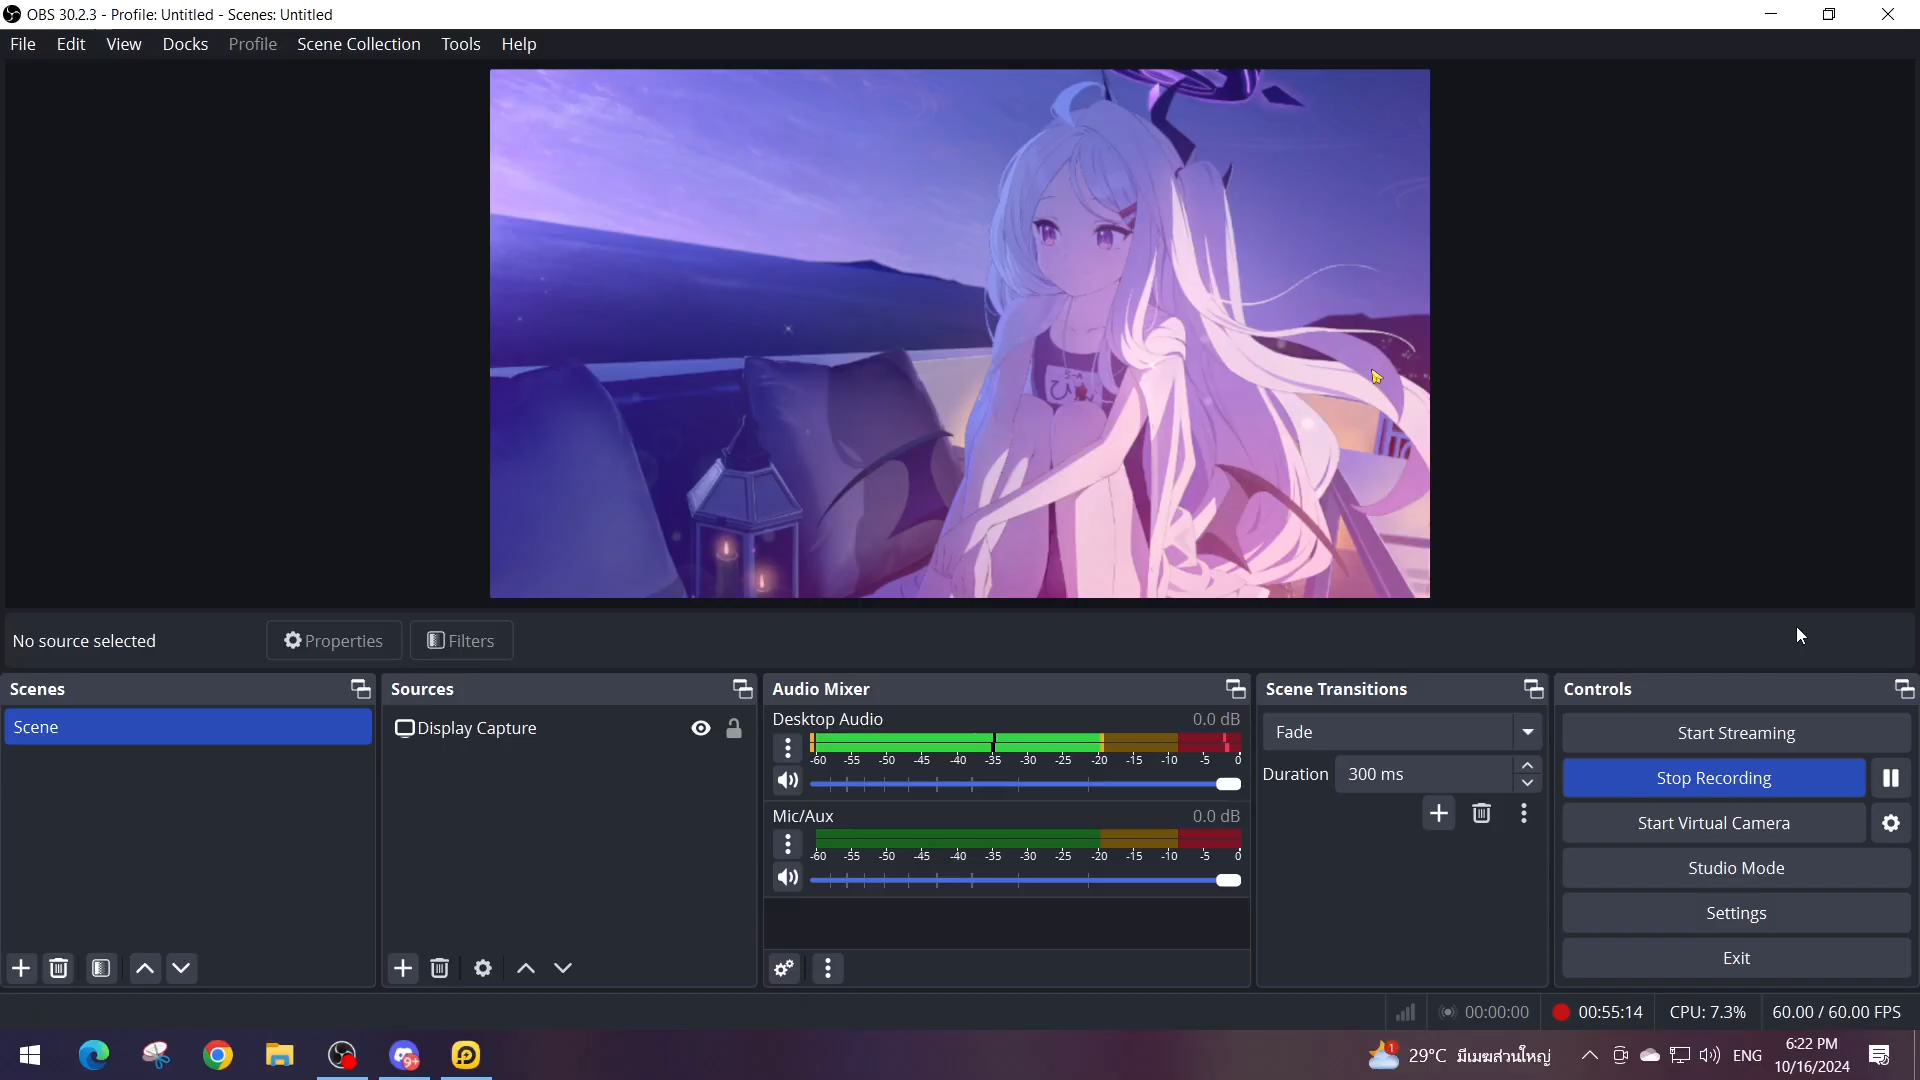 OBS 30.2.3 - Profile: Untitled - Scenes: Untitled
File Edit View Docks Profile Scene Collection Tools Help
No source selected Properties Filters
Scenes
Scene
Sources
Display Capture
Audio Mixer
Desktop Audio 0.0 dB
-60 -55 -50 -45 -40 -35 -30 -25 -20 -15 -10 -5 0
Mic/Aux 0.0 dB
-60 -55 -50 -45 -40 -35 -30 -25 -20 -15 -10 -5 0
Scene Transitions
Fade
Duration 300 ms
Controls
Start Streaming
Stop Recording
Start Virtual Camera
Studio Mode
Settings
Exit
00:00:00 00:55:14 CPU: 7.3% 60.00 / 60.00 FPS
9+
1 29°C มีเมฆส่วนใหญ่ ENG
6:22 PM
10/16/2024